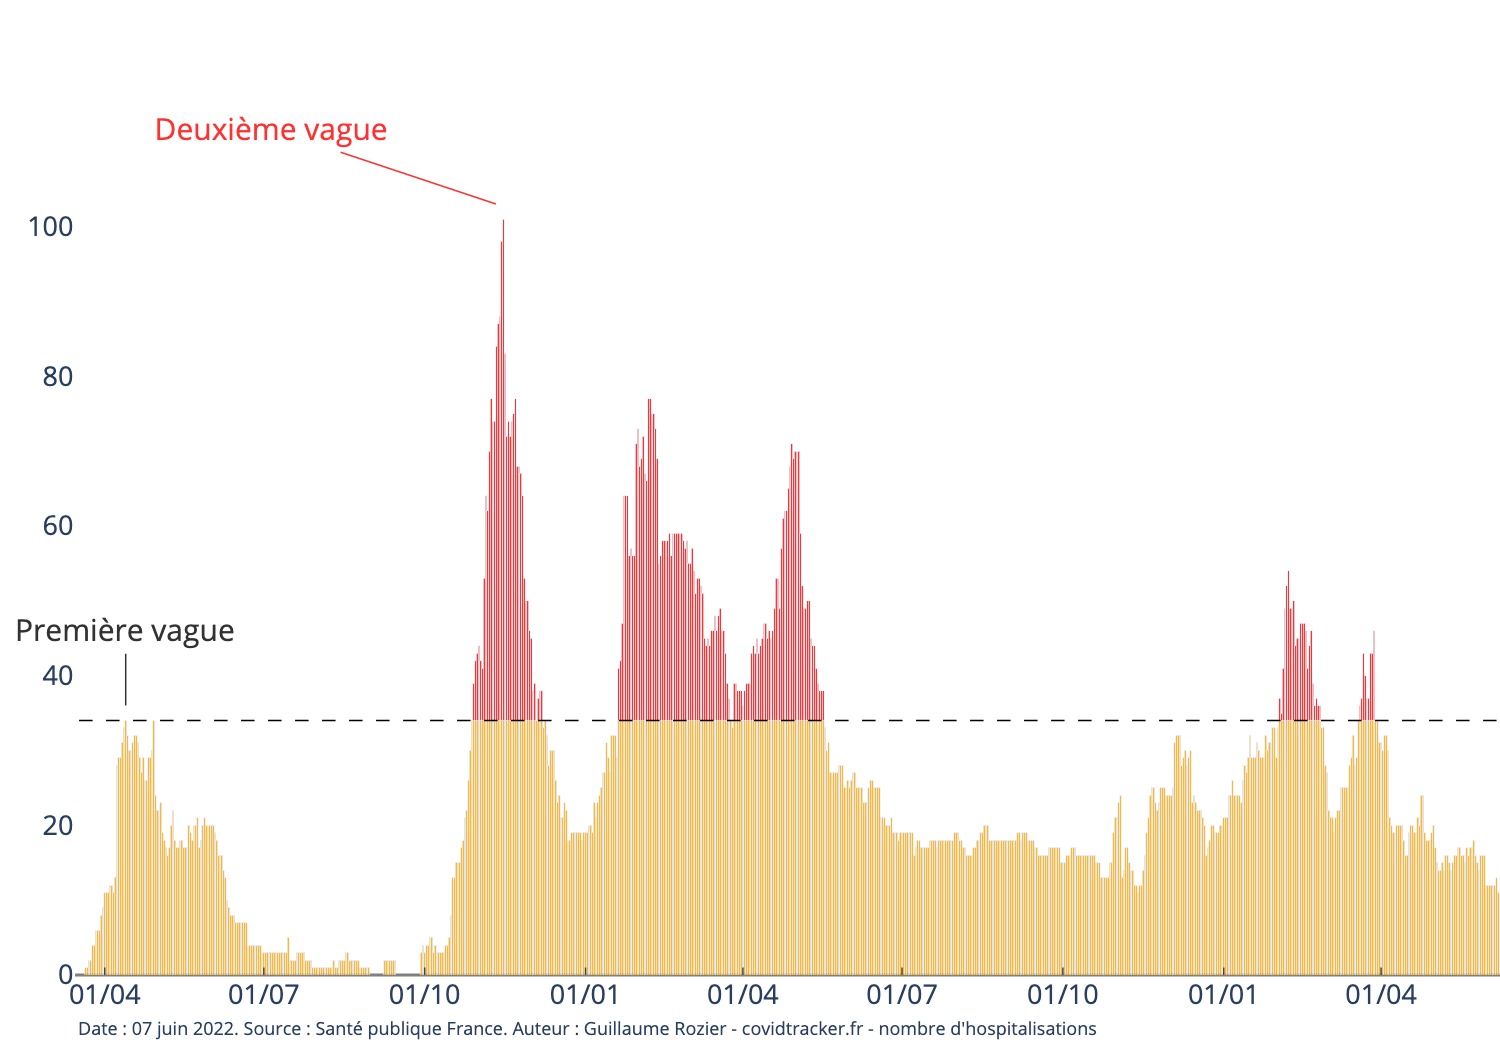 Deuxième vague
100
80
60
Première vague
40
20
0
01/04 01/07 01/10 01/01 01/04 01/07 01/10 01/01 01/04
Date : 07 juin 2022. Source : Santé publique France. Auteur : Guillaume Rozier - covidtracker.fr - nombre d'hospitalisations